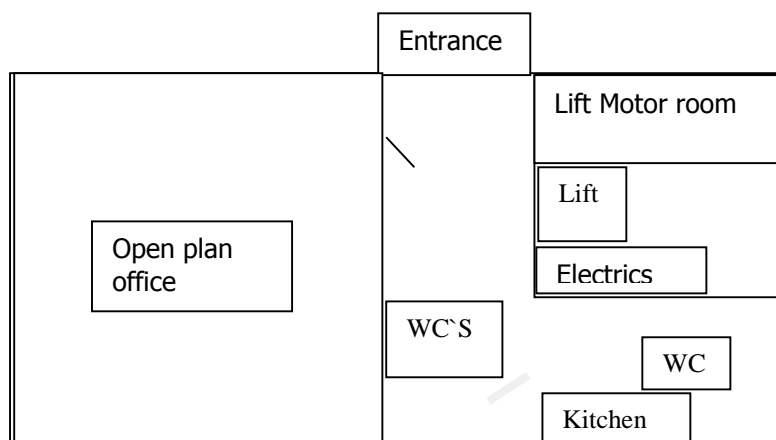 Entrance
Lift Motor room
Lift
Open plan
office
Electrics
WC`S
WC
Kitchen